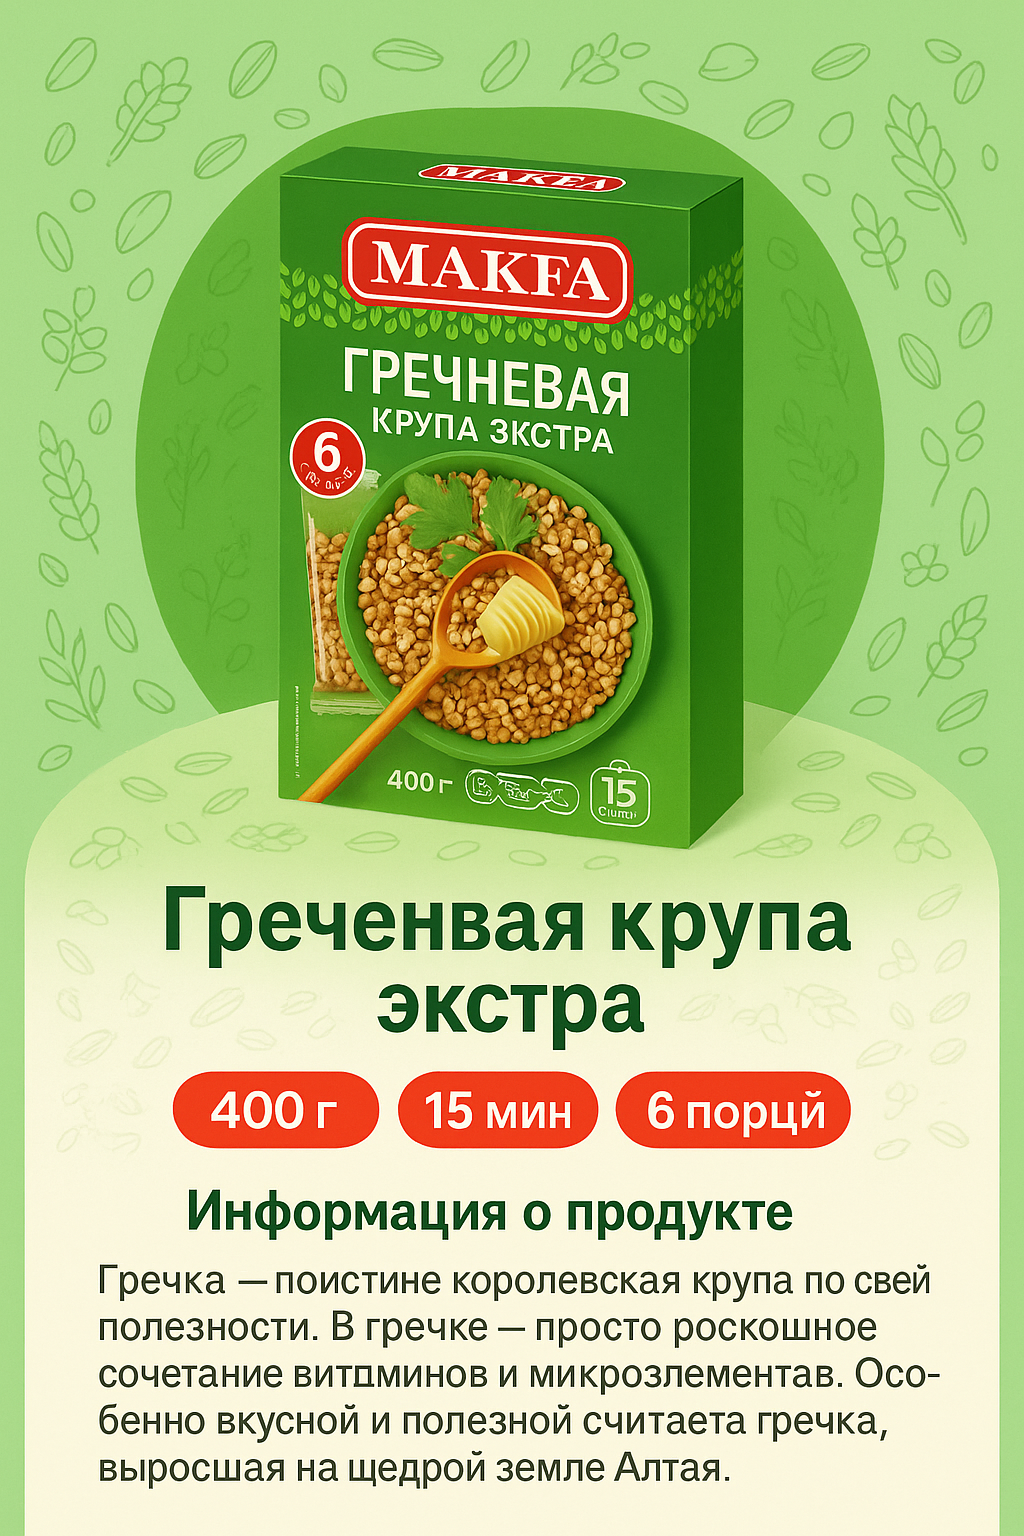 МАКFА
МАКFА
ГРЕЧНЕВАЯ
КРУПА ЗКСТРА
6
400 г
15
Греченвая крупа
экстра
400 г
15 мин
6 порцй
Информация о продукте
Гречка — поистине королевская крупа по свей
полезности. В гречке — просто роскошное
сочетание витдминов и микрозлементав. Осо-
бенно вкусной и полезной считаета гречка,
выросшая на щедрой земле Алтая.